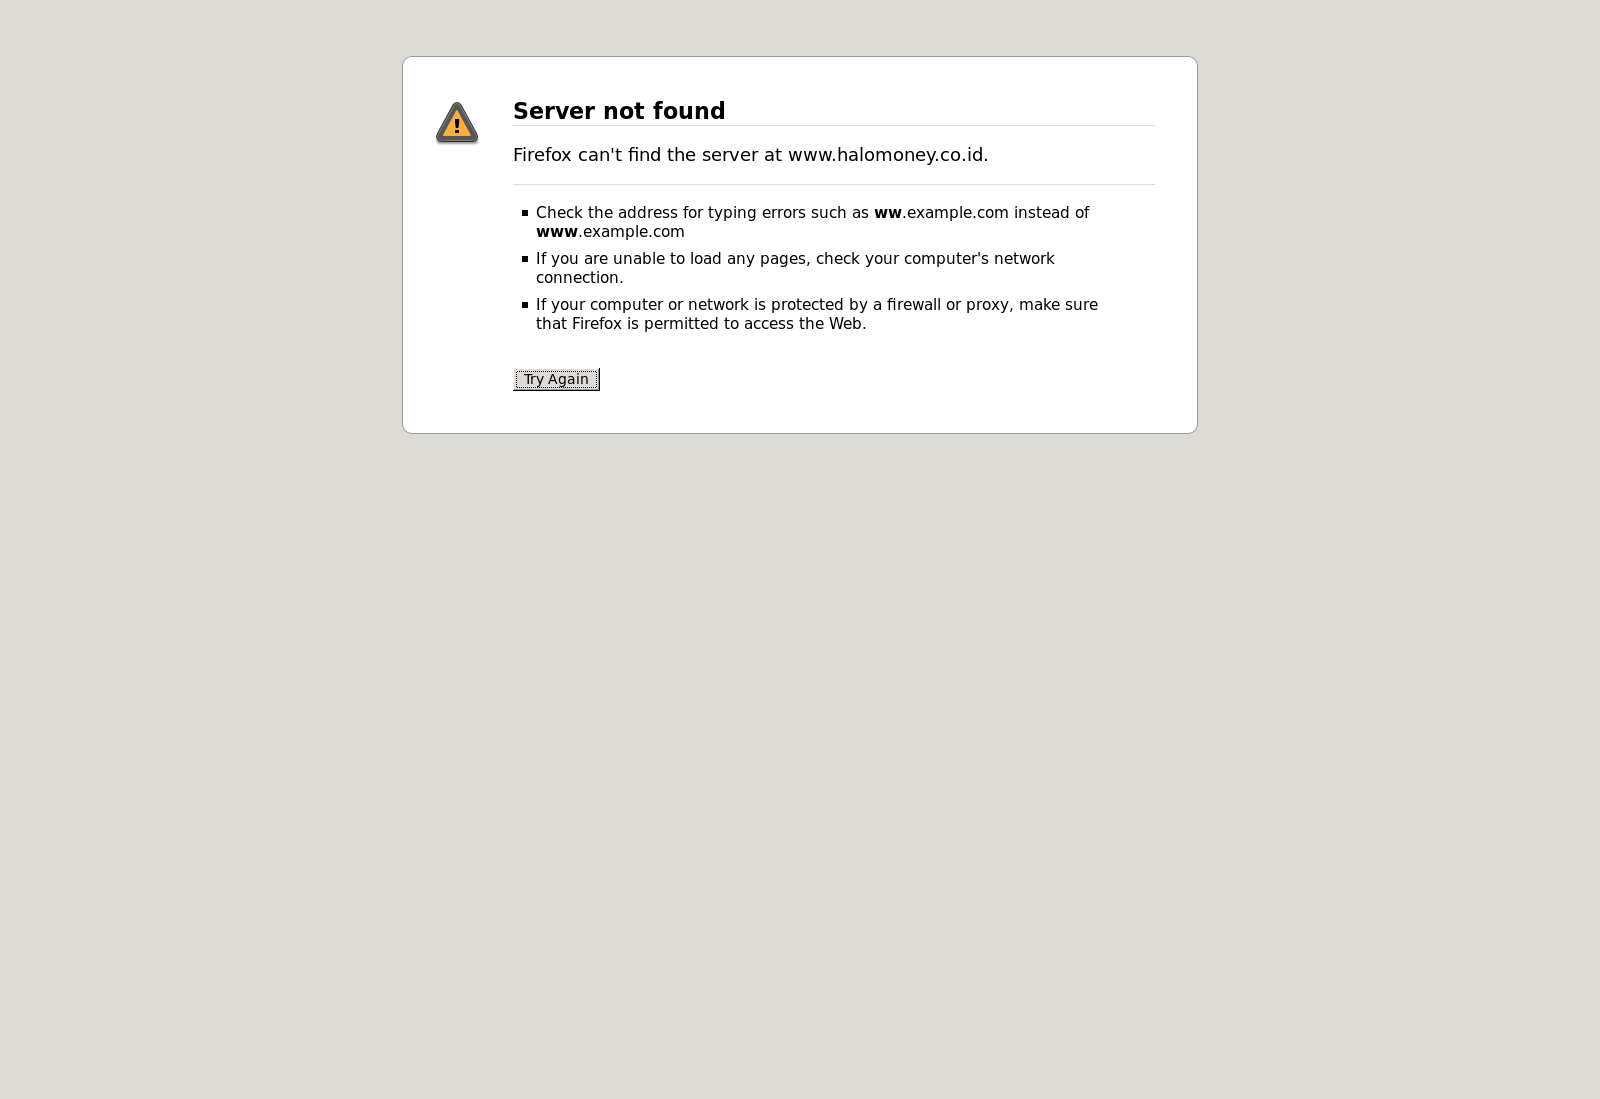 Server not found
Firefox can't find the server at www.halomoney.co.id.
Check the address for typing errors such as ww.example.com instead of
www.example.com
If you are unable to load any pages, check your computer's network
connection.
If your computer or network is protected by a firewall or proxy, make sure
that Firefox is permitted to access the Web.
Try Again